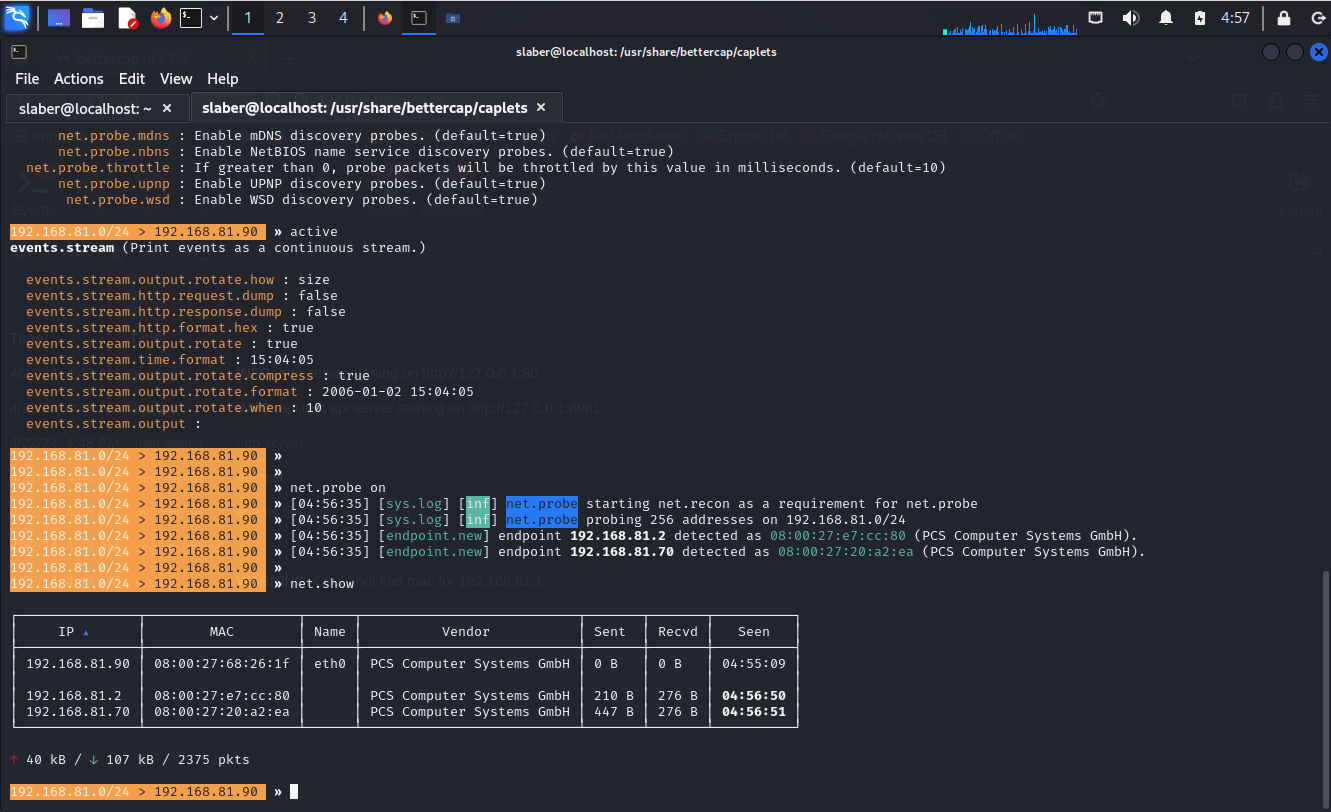 1 2 3 4 4:57
slaber@localhost: /usr/share/bettercap/caplets
File Actions Edit View Help
slaber@localhost: ~ × slaber@localhost: /usr/share/bettercap/caplets ×
net.probe.mdns : Enable mDNS discovery probes. (default=true)
net.probe.nbns : Enable NetBIOS name service discovery probes. (default=true)
net.probe.throttle : If greater than 0, probe packets will be throttled by this value in milliseconds. (default=10)
net.probe.upnp : Enable UPNP discovery probes. (default=true)
net.probe.wsd : Enable WSD discovery probes. (default=true)
192.168.81.0/24 > 192.168.81.90 » active
events.stream (Print events as a continuous stream.)
events.stream.output.rotate.how : size
events.stream.http.request.dump : false
events.stream.http.response.dump : false
events.stream.http.format.hex : true
events.stream.output.rotate : true
events.stream.time.format : 15:04:05
events.stream.output.rotate.compress : true
events.stream.output.rotate.format : 2006-01-02 15:04:05
events.stream.output.rotate.when : 10
events.stream.output :
192.168.81.0/24 > 192.168.81.90 »
192.168.81.0/24 > 192.168.81.90 »
192.168.81.0/24 > 192.168.81.90 » net.probe on
192.168.81.0/24 > 192.168.81.90 » [04:56:35] [sys.log] [inf] net.probe starting net.recon as a requirement for net.probe
192.168.81.0/24 > 192.168.81.90 » [04:56:35] [sys.log] [inf] net.probe probing 256 addresses on 192.168.81.0/24
192.168.81.0/24 > 192.168.81.90 » [04:56:35] [endpoint.new] endpoint 192.168.81.2 detected as 08:00:27:e7:cc:80 (PCS Computer Systems GmbH).
192.168.81.0/24 > 192.168.81.90 » [04:56:35] [endpoint.new] endpoint 192.168.81.70 detected as 08:00:27:20:a2:ea (PCS Computer Systems GmbH).
192.168.81.0/24 > 192.168.81.90 »
192.168.81.0/24 > 192.168.81.90 » net.show
IP ▴ MAC Name Vendor Sent Recvd Seen
192.168.81.90 08:00:27:68:26:1f eth0 PCS Computer Systems GmbH 0 B 0 B 04:55:09
192.168.81.2 08:00:27:e7:cc:80 PCS Computer Systems GmbH 210 B 276 B 04:56:50
192.168.81.70 08:00:27:20:a2:ea PCS Computer Systems GmbH 447 B 276 B 04:56:51
↑ 40 kB / ↓ 107 kB / 2375 pkts
192.168.81.0/24 > 192.168.81.90 »